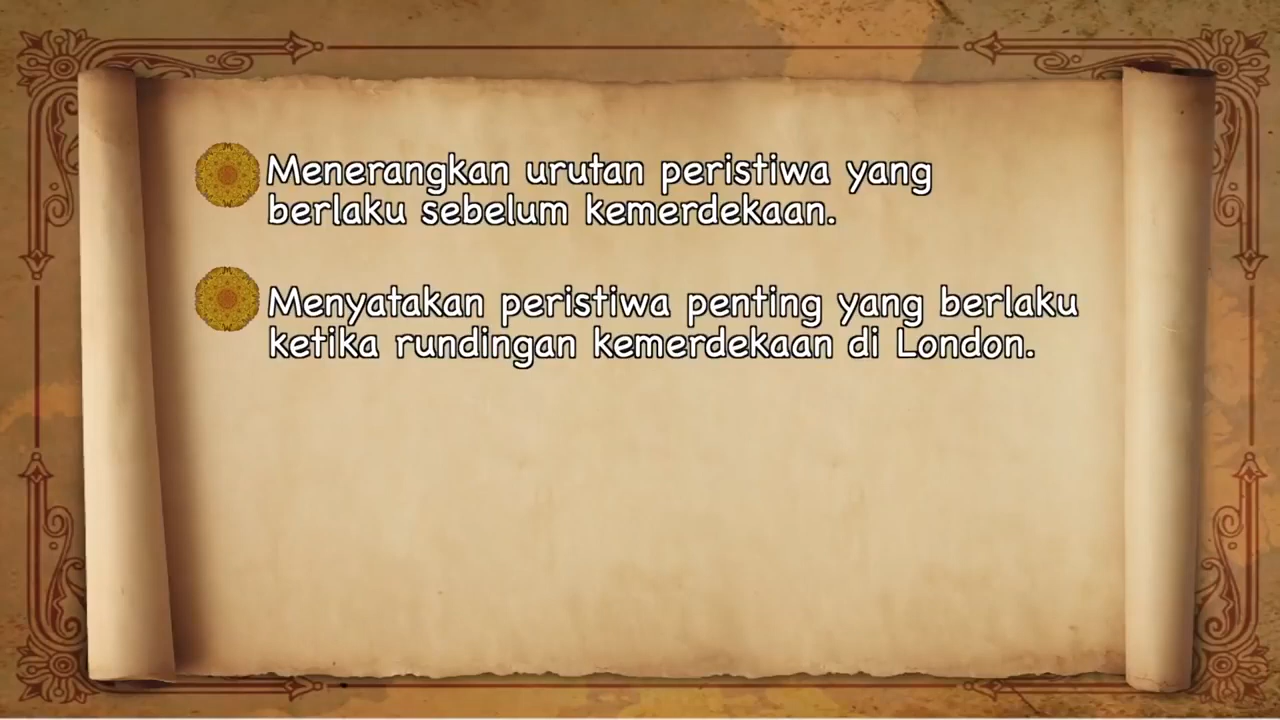 Menerangkan urutan peristiwa yang
berlaku sebelum kemerdekaan.
Menyatakan peristiwa penting yang berlaku
ketika rundingan kemerdekaan di London.